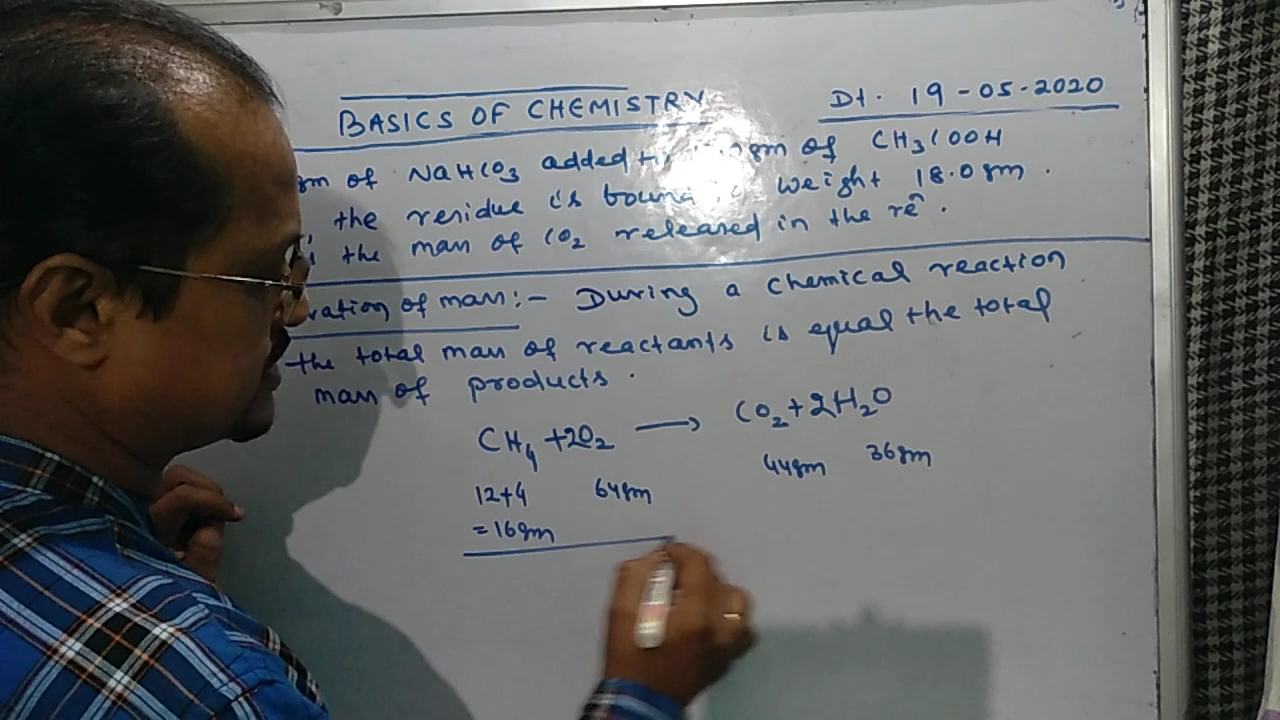 BASICS OF CHEMISTRY
Dt. 19-05-2020
gm of NaHCO3 added gm of CH3COOH
the residue is weight 18.0 gm.
the mass of CO2 released in the rēn.
vation of mass:- During a chemical reaction
the total mass of reactants is equal the total
mass of products.
CH4 + 2O2 ⟶ CO2 + 2H2O
12+4 64gm 44gm 36gm
=16gm